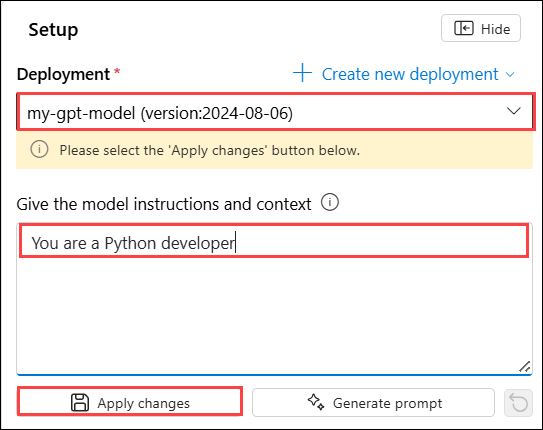 Setup
Hide
Deployment *
Create new deployment
my-gpt-model (version:2024-08-06)
Please select the 'Apply changes' button below.
Give the model instructions and context
You are a Python developer
Apply changes
Generate prompt